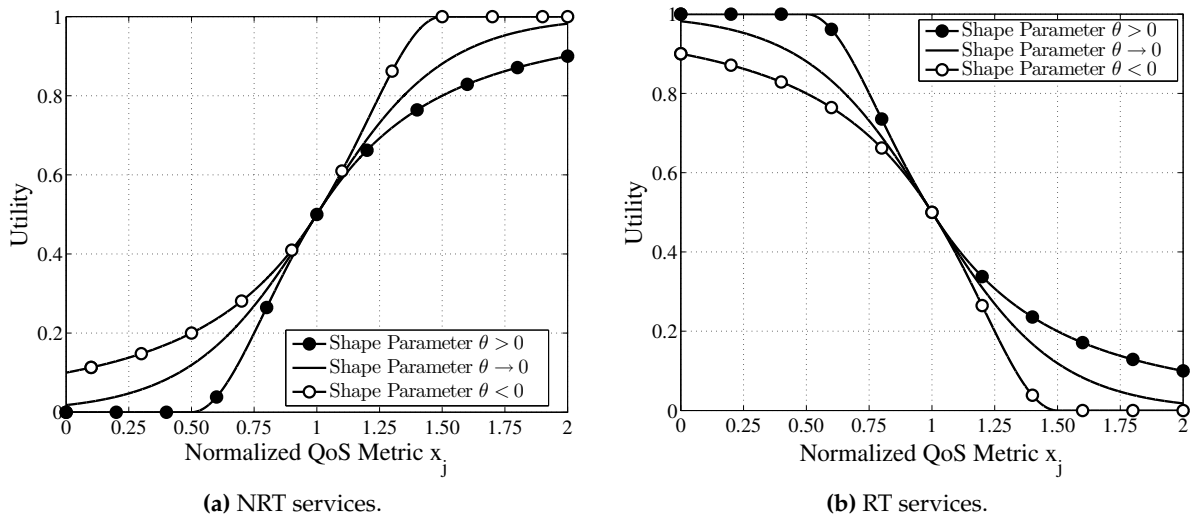 1
0.8
0.6
0.4
0.2
0
Utility
0 0.25 0.50 0.75 1 1.25 1.50 1.75 2
Normalized QoS Metric x_j
Shape Parameter θ > 0
Shape Parameter θ → 0
Shape Parameter θ < 0
(a) NRT services.
1
0.8
0.6
0.4
0.2
0
Utility
0 0.25 0.50 0.75 1 1.25 1.50 1.75 2
Normalized QoS Metric x_j
Shape Parameter θ > 0
Shape Parameter θ → 0
Shape Parameter θ < 0
(b) RT services.